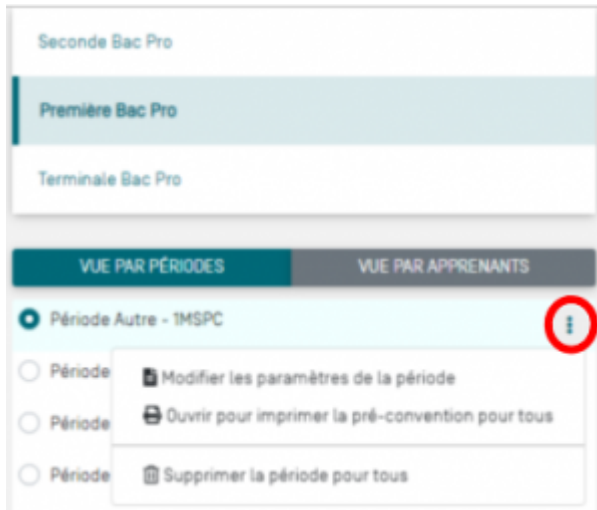 Seconde Bac Pro
Première Bac Pro
Terminale Bac Pro
VUE PAR PÉRIODES VUE PAR APPRENANTS
Période Autre - 1MSPC
Période
Modifier les paramètres de la période
Ouvrir pour imprimer la pré-convention pour tous
Période
Période
Supprimer la période pour tous